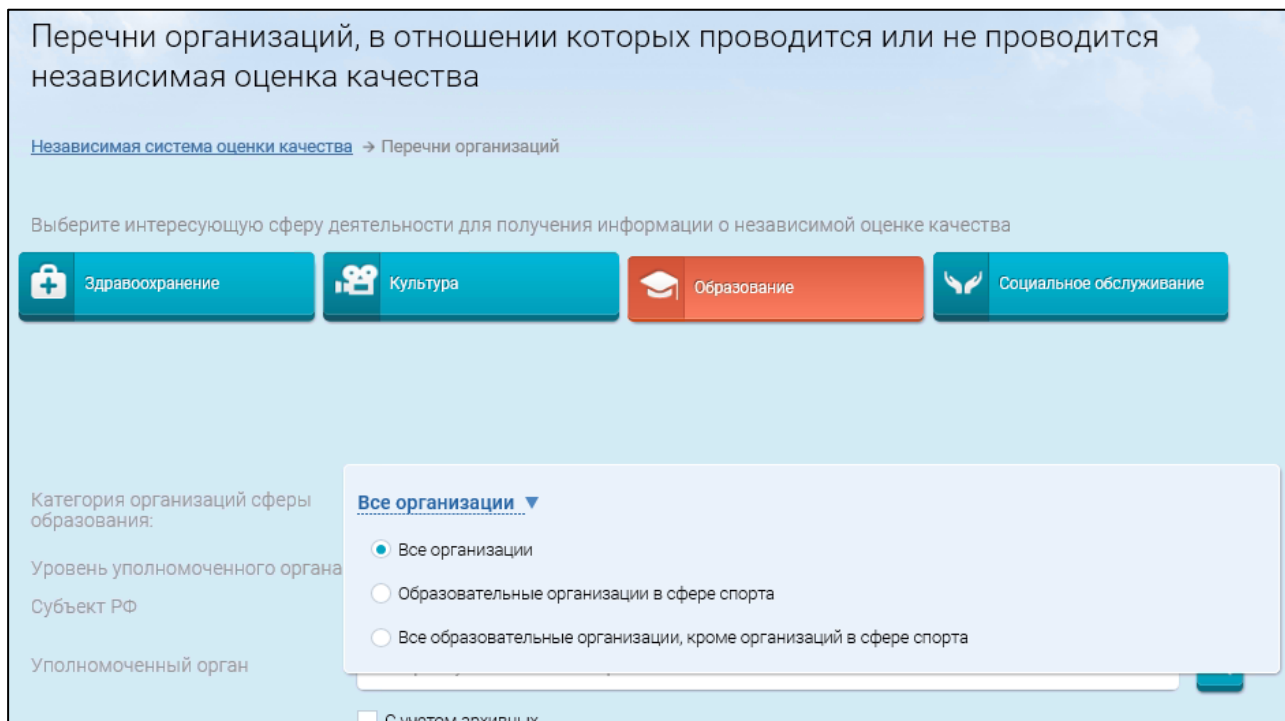 Перечни организаций, в отношении которых проводится или не проводится
независимая оценка качества
Независимая система оценки качества → Перечни организаций
Выберите интересующую сферу деятельности для получения информации о независимой оценке качества
Здравоохранение
Культура
Образование
Социальное обслуживание
Категория организаций сферы
образования:
Все организации ▼
Все организации
Уровень уполномоченного органа
Образовательные организации в сфере спорта
Субъект РФ
Все образовательные организации, кроме организаций в сфере спорта
Уполномоченный орган
С учетом архивных